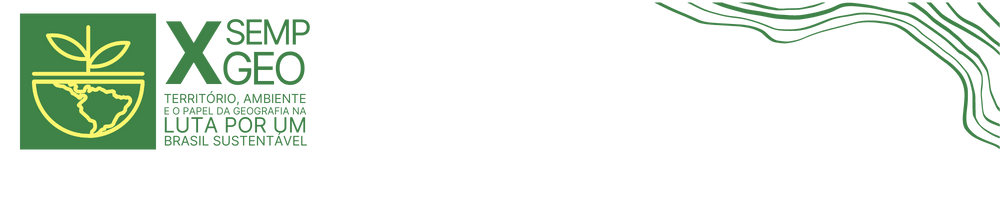 X SEMP
GEO
TERRITÓRIO, AMBIENTE
E O PAPEL DA GEOGRAFIA NA
LUTA POR UM
BRASIL SUSTENTÁVEL